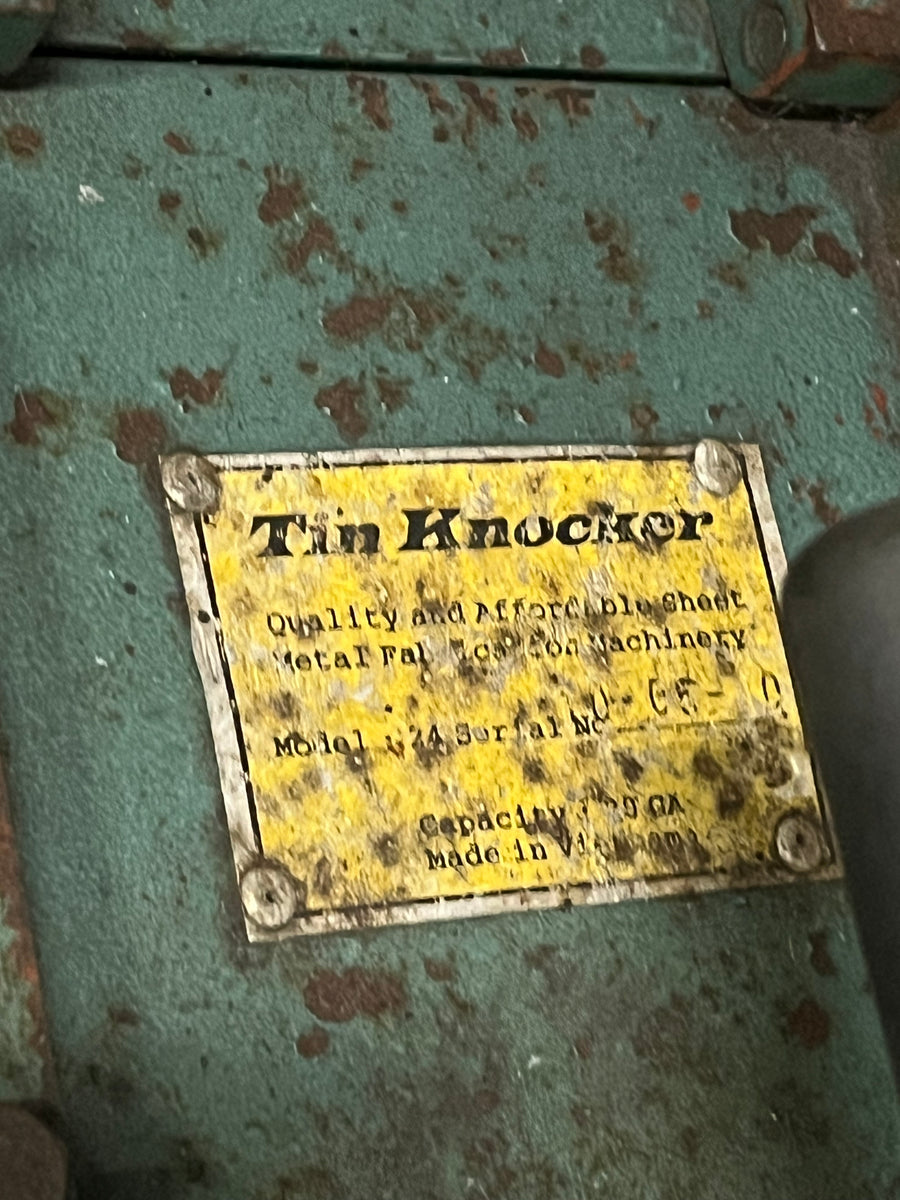 Tin Knocker
Quality and Affordable Sheet
Metal Fabrication Machinery
Model Serial No
Capacity GA
Made in